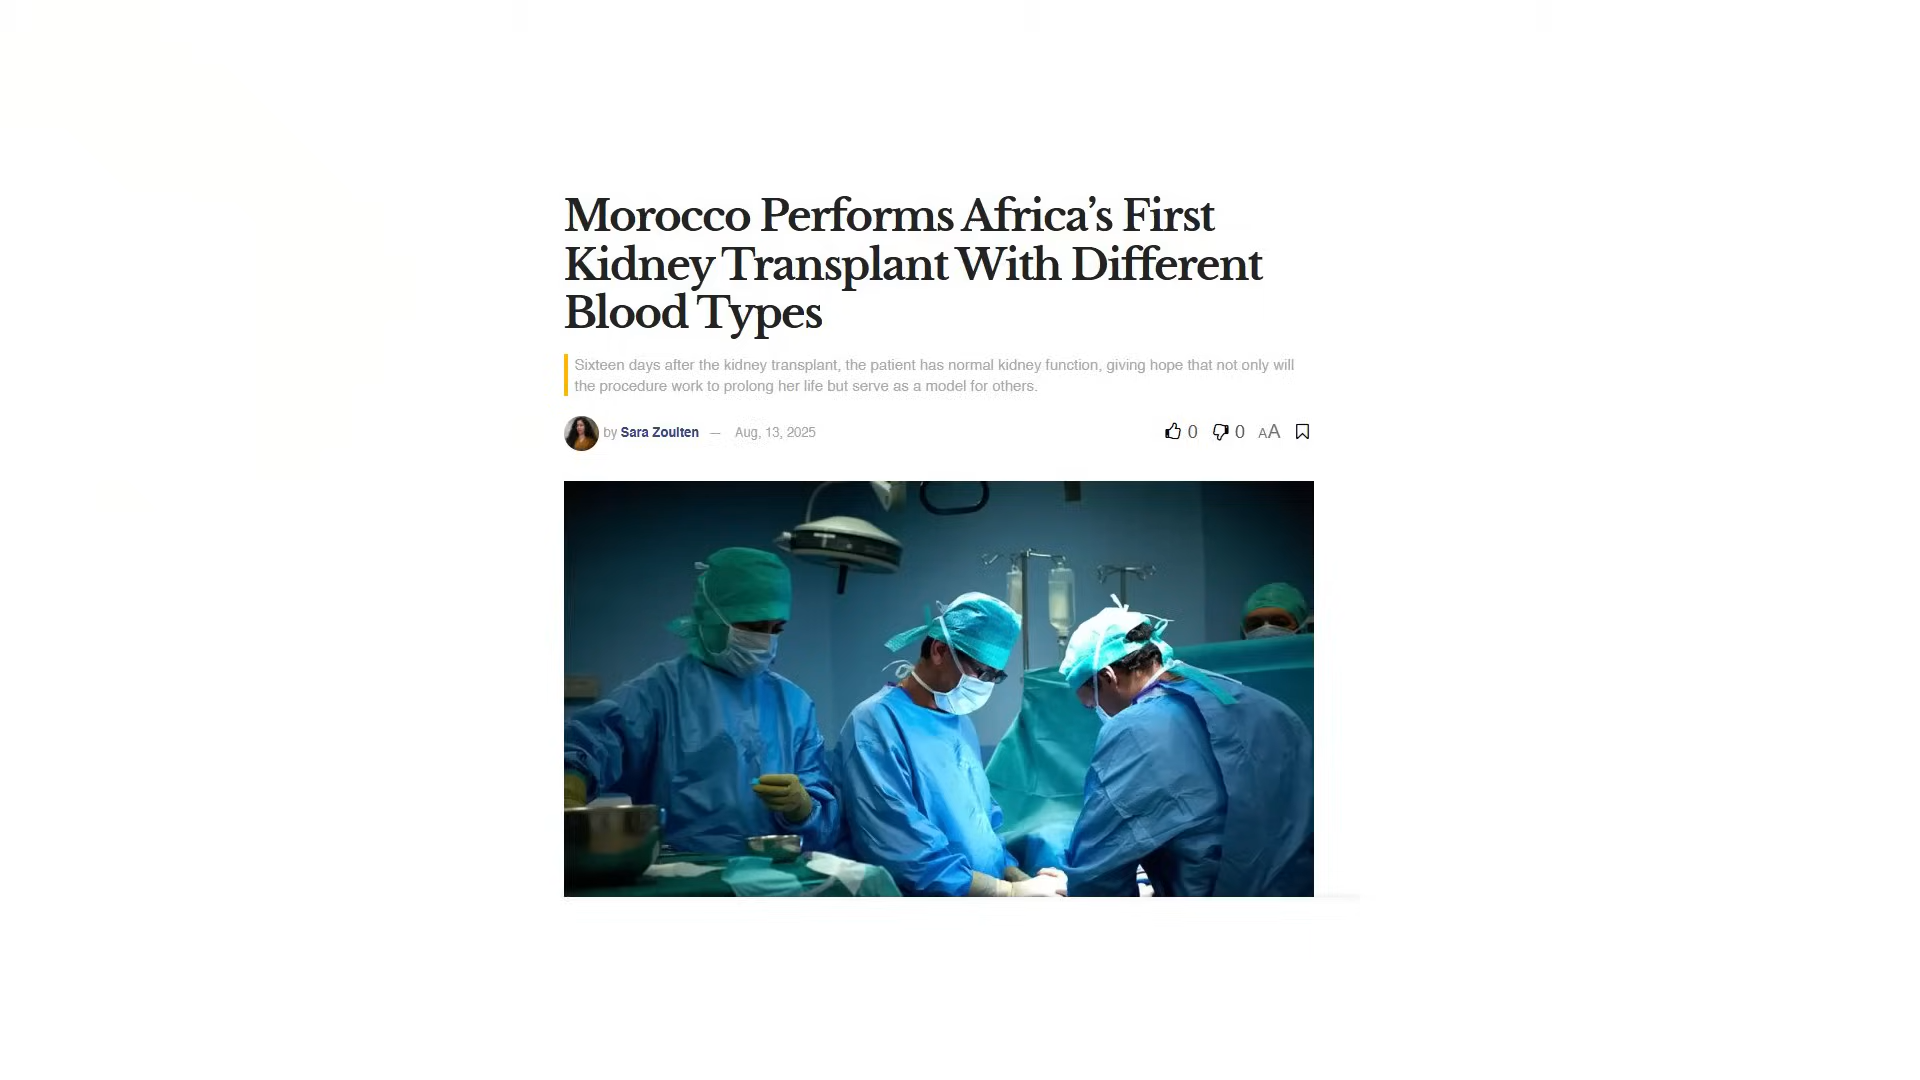 Morocco Performs Africa’s First
Kidney Transplant With Different
Blood Types
Sixteen days after the kidney transplant, the patient has normal kidney function, giving hope that not only will
the procedure work to prolong her life but serve as a model for others.
by Sara Zouiten — Aug, 13, 2025
0 0 AA